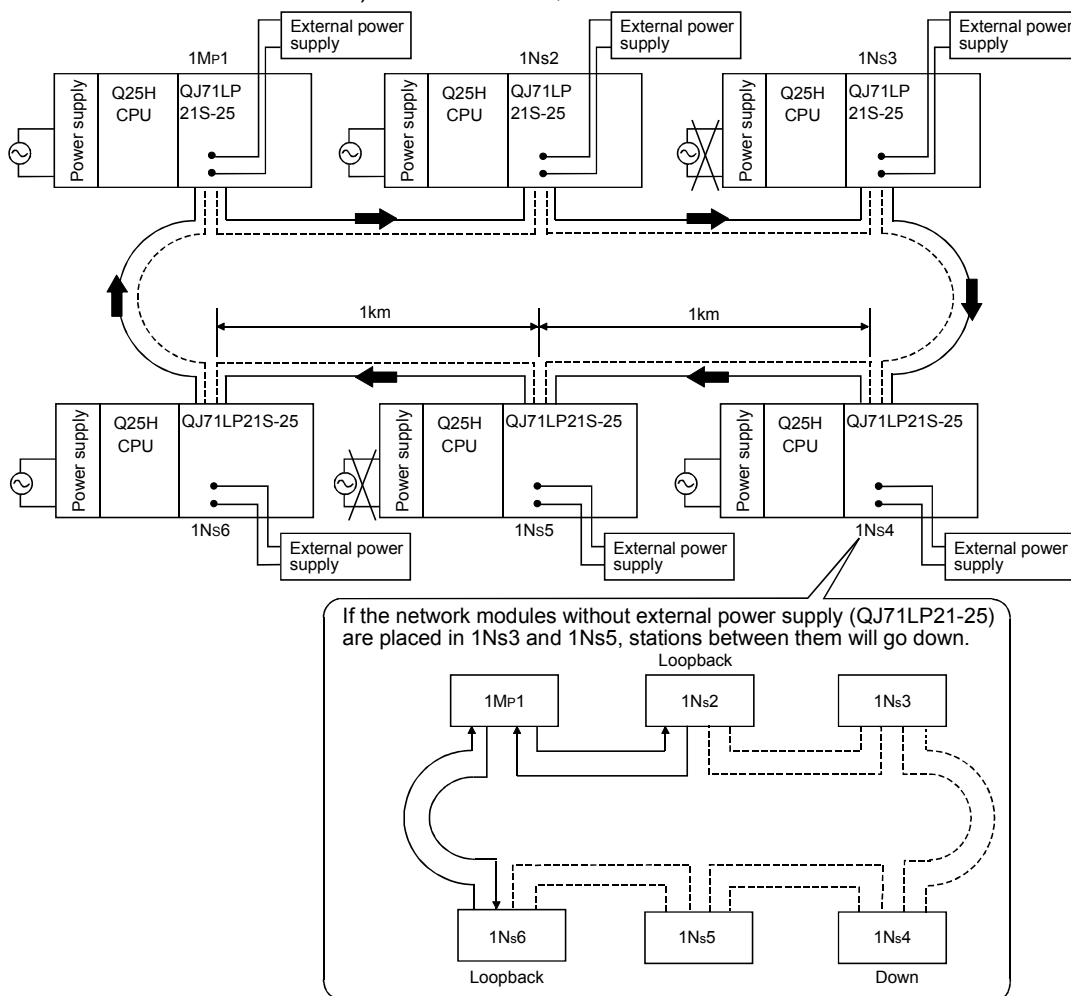 External power
supply
External power
supply
External power
supply
1MP1
1Ns2
1Ns3
Power supply
Q25H
CPU
QJ71LP
21S-25
Power supply
Q25H
CPU
QJ71LP
21S-25
Power supply
Q25H
CPU
QJ71LP
21S-25
1km
1km
Power supply
Q25H
CPU
QJ71LP21S-25
Power supply
Q25H
CPU
QJ71LP21S-25
Power supply
Q25H
CPU
QJ71LP21S-25
1Ns6
1Ns5
1Ns4
External power
supply
External power
supply
External power
supply
If the network modules without external power supply (QJ71LP21-25)
are placed in 1Ns3 and 1Ns5, stations between them will go down.
Loopback
1MP1
1Ns2
1Ns3
1Ns6
1Ns5
1Ns4
Loopback
Down